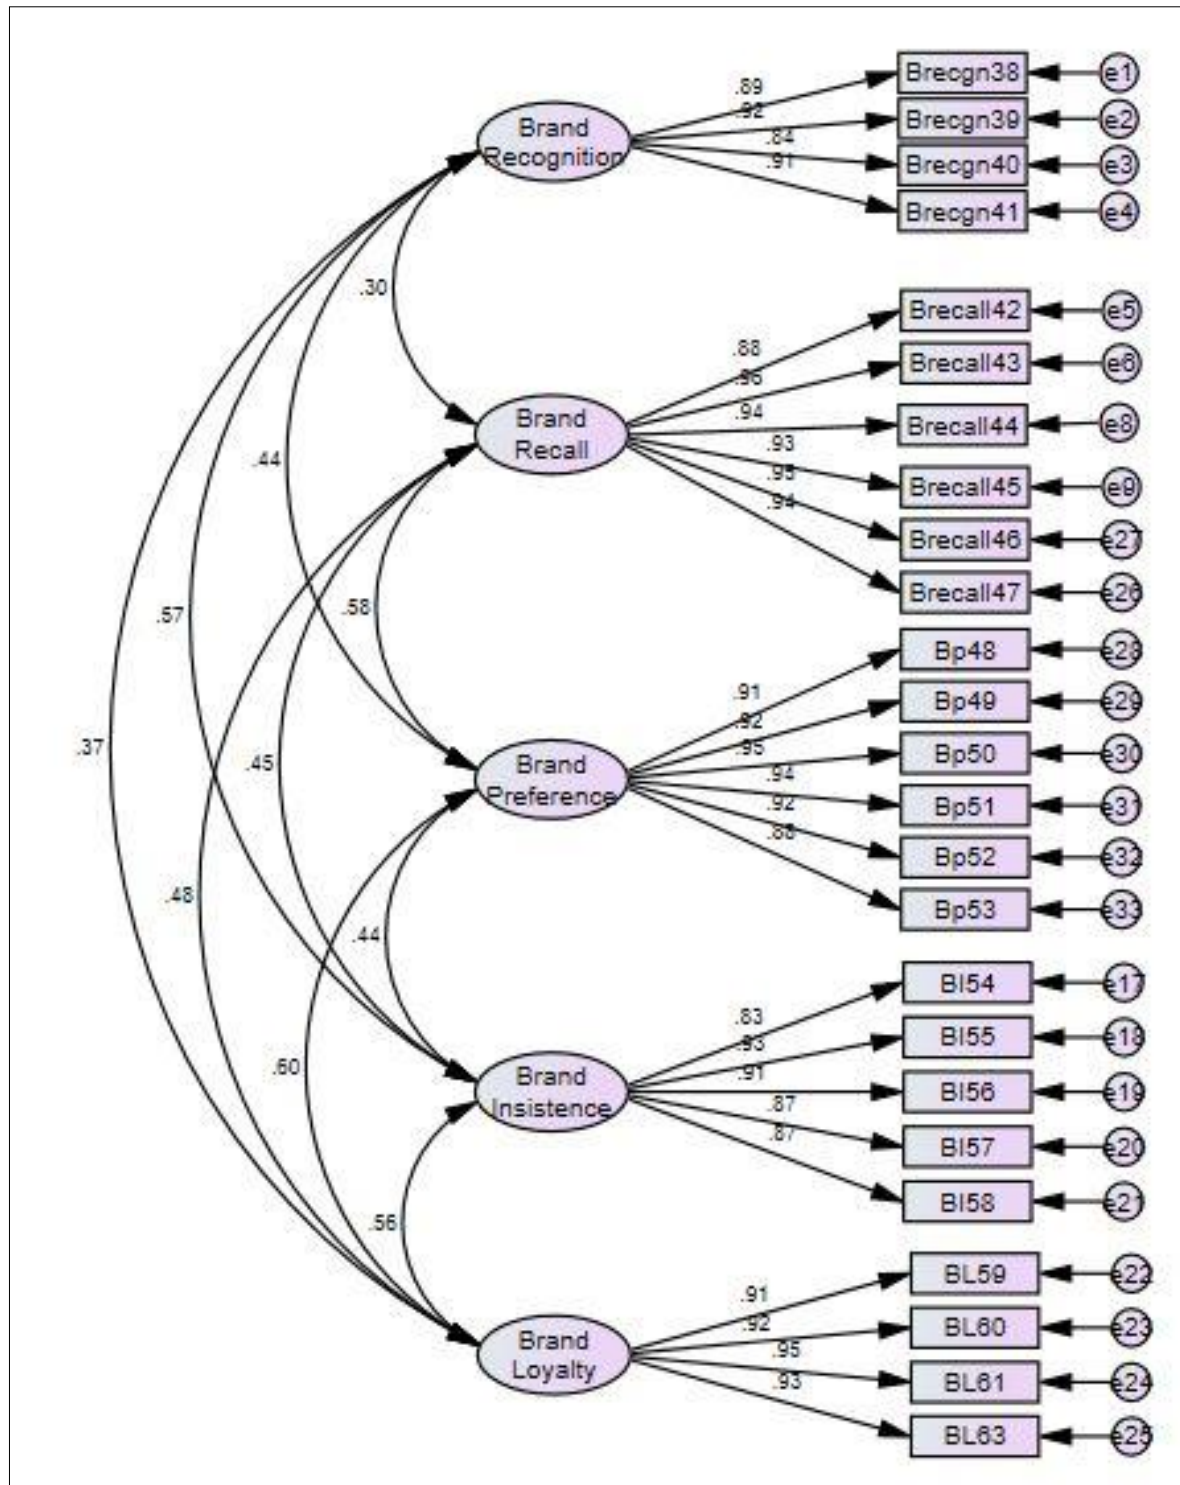 Brecgn38
e1
.89
Brand
Recognition
.92
Brecgn39
e2
.84
Brecgn40
e3
.91
Brecgn41
e4
.30
Brecall42
e5
.88
Brecall43
e6
.96
Brand
Recall
.94
Brecall44
e8
.44
.93
Brecall45
e9
.95
.94
Brecall46
e27
Brecall47
e26
.57
.58
Bp48
e28
.91
Bp49
e29
.92
.95
Bp50
e30
.37
.45
Brand
Preference
.94
Bp51
e31
.92
.88
Bp52
e32
.48
Bp53
e33
.44
BI54
e17
.83
BI55
e18
.93
.91
.60
Brand
Insistence
BI56
e19
.87
.87
BI57
e20
BI58
e21
.56
BL59
e22
.91
.92
BL60
e23
Brand
Loyalty
.95
BL61
e24
.93
BL63
e25